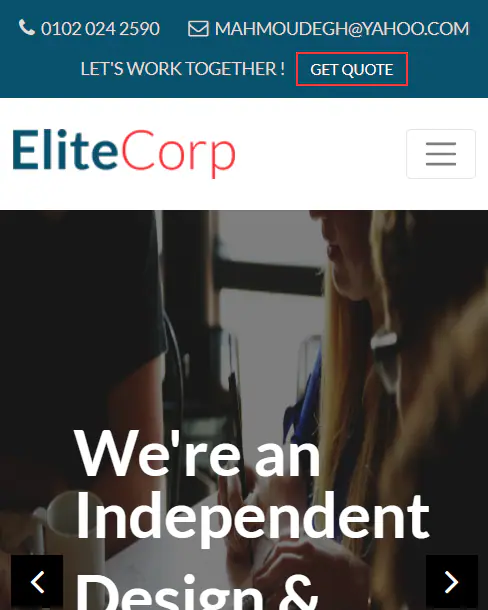 0102 024 2590 MAHMOUDEGH@YAHOO.COM
LET'S WORK TOGETHER ! GET QUOTE
EliteCorp
We're an
Independent
Design &